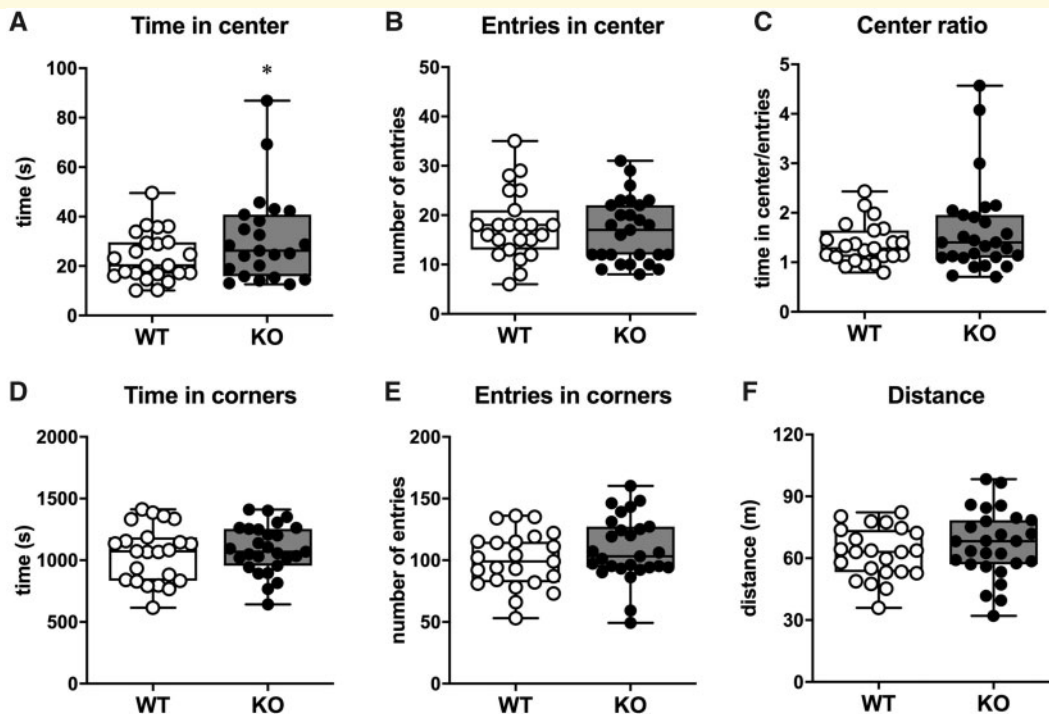 A Time in center
B Entries in center
C Center ratio
time (s)
100
80
60
40
20
0
*
WT KO
number of entries
50
40
30
20
10
0
WT KO
time in center/entries
5
4
3
2
1
0
WT KO
D Time in corners
E Entries in corners
F Distance
time (s)
2000
1500
1000
500
0
WT KO
number of entries
200
150
100
50
0
WT KO
distance (m)
120
90
60
30
0
WT KO